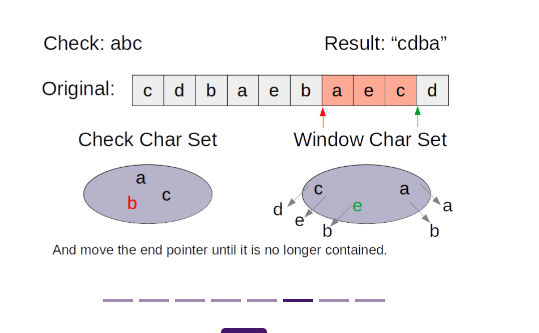 Check: abc
Result: “cdba”
Original: c d b a e b a e c d
Check Char Set
Window Char Set
a
b c
c a
e
d e b
a
b
And move the end pointer until it is no longer contained.